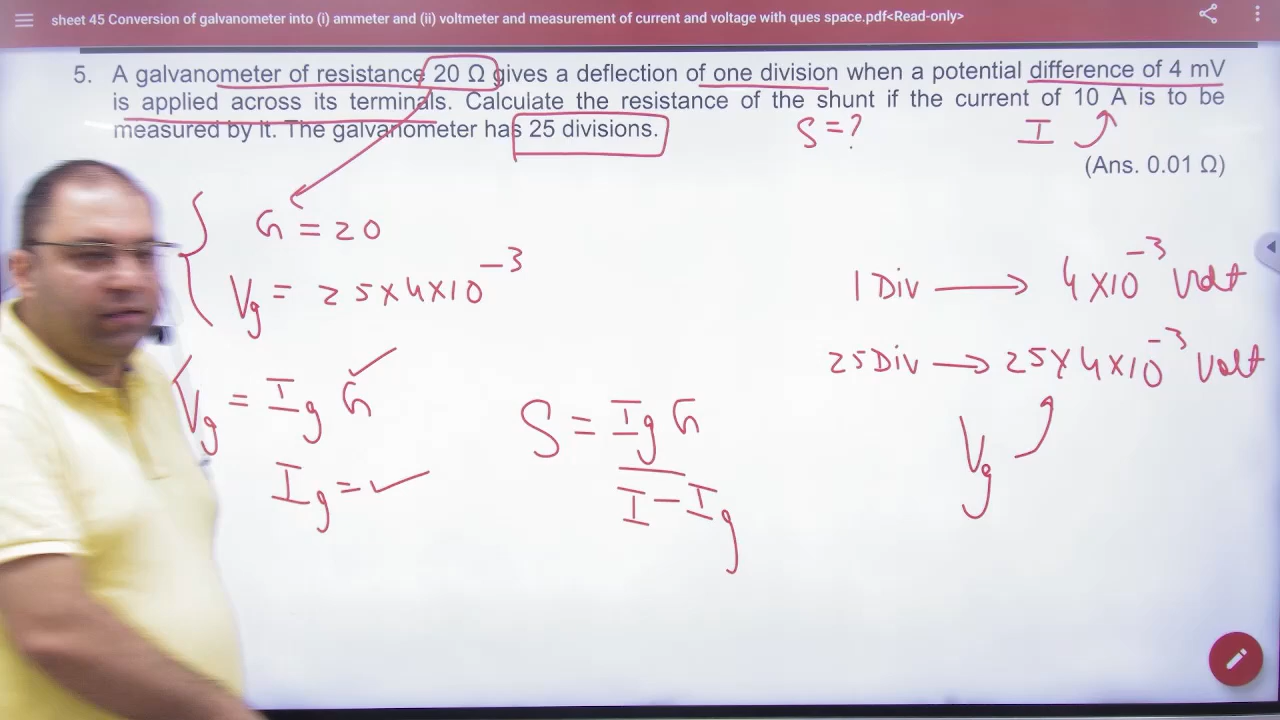 sheet 45 Conversion of galvanometer into (i) ammeter and (ii) voltmeter and measurement of current and voltage with ques space.pdf<Read-only>
5. A galvanometer of resistance 20 Ω gives a deflection of one division when a potential difference of 4 mV
is applied across its terminals. Calculate the resistance of the shunt if the current of 10 A is to be
measured by it. The galvanometer has 25 divisions.
S = ? I
(Ans. 0.01 Ω)
G = 20
Vg = 25×4×10⁻³
1 Div ⟶ 4×10⁻³ Volt
25 Div ⟶ 25×4×10⁻³ Volt
Vg = Ig G
S = Ig G / I − Ig
Vg
Ig = ✓